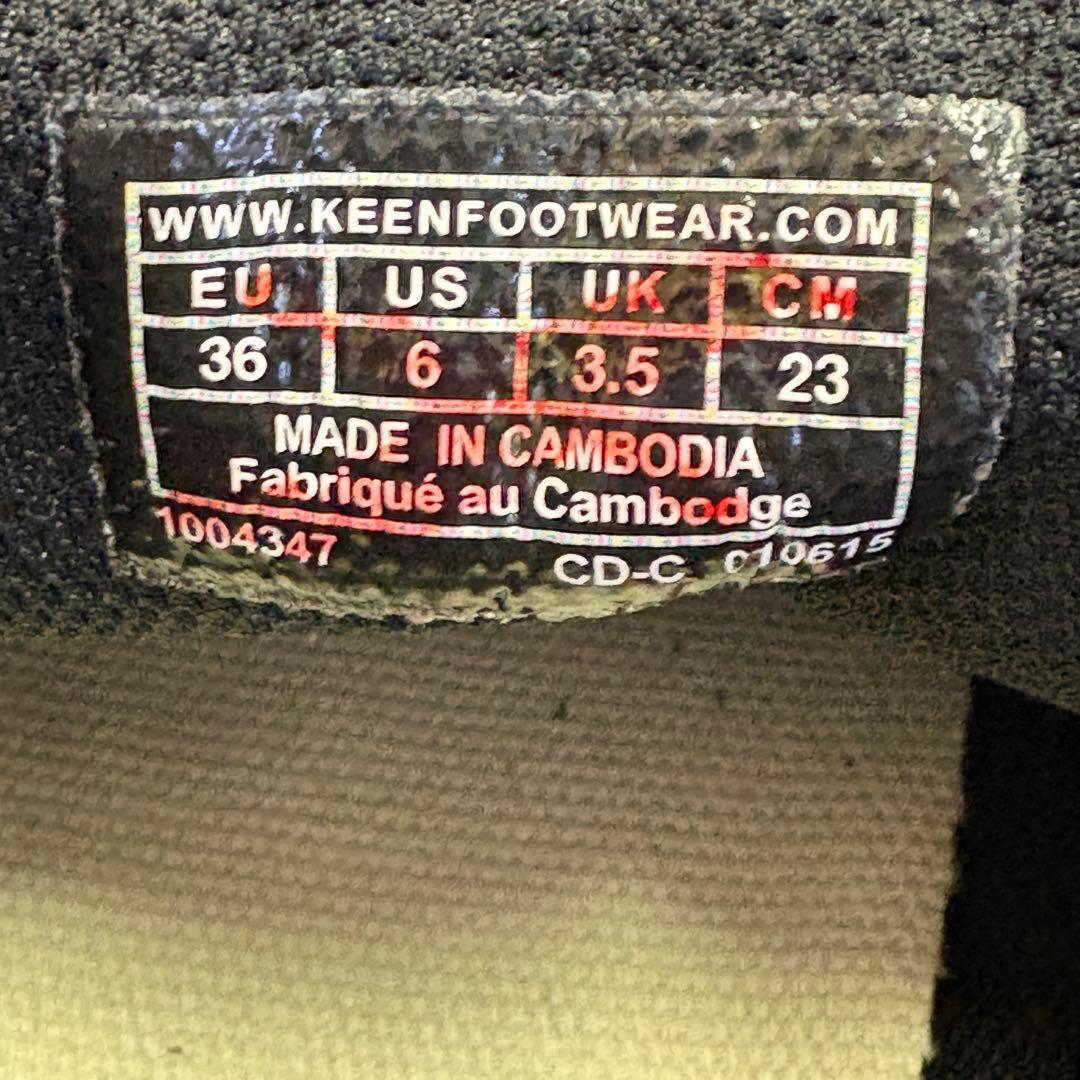 WWW.KEENFOOTWEAR.COM
EU US UK CM
36 6 3.5 23
MADE IN CAMBODIA
Fabriqué au Cambodge
1004347 CD-C 010615